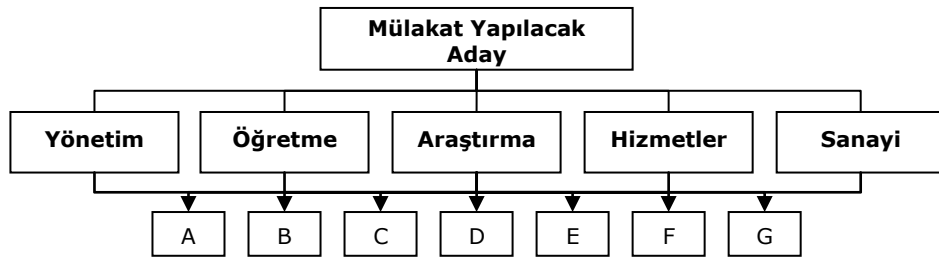 Mülakat Yapılacak
Aday
Yönetim
Öğretme
Araştırma
Hizmetler
Sanayi
A
B
C
D
E
F
G